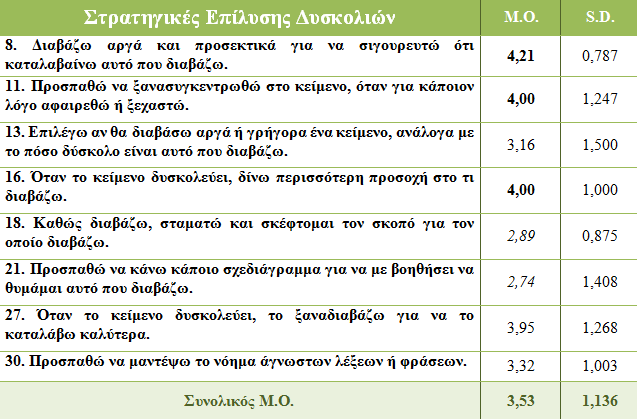 Στρατηγικές Επίλυσης Δυσκολιών Μ.Ο. S.D.
8. Διαβάζω αργά και προσεκτικά για να σιγουρευτώ ότι
καταλαβαίνω αυτό που διαβάζω. 4,21 0,787
11. Προσπαθώ να ξανασυγκεντρωθώ στο κείμενο, όταν για κάποιον
λόγο αφαιρεθώ ή ξεχαστώ. 4,00 1,247
13. Επιλέγω αν θα διαβάσω αργά ή γρήγορα ένα κείμενο, ανάλογα με
το πόσο δύσκολο είναι αυτό που διαβάζω. 3,16 1,500
16. Όταν το κείμενο δυσκολεύει, δίνω περισσότερη προσοχή στο τι
διαβάζω. 4,00 1,000
18. Καθώς διαβάζω, σταματώ και σκέφτομαι τον σκοπό για τον
οποίο διαβάζω. 2,89 0,875
21. Προσπαθώ να κάνω κάποιο σχεδιάγραμμα για να με βοηθήσει να
θυμάμαι αυτό που διαβάζω. 2,74 1,408
27. Όταν το κείμενο δυσκολεύει, το ξαναδιαβάζω για να το
καταλάβω καλύτερα. 3,95 1,268
30. Προσπαθώ να μαντέψω το νόημα άγνωστων λέξεων ή φράσεων. 3,32 1,003
Συνολικός Μ.Ο. 3,53 1,136